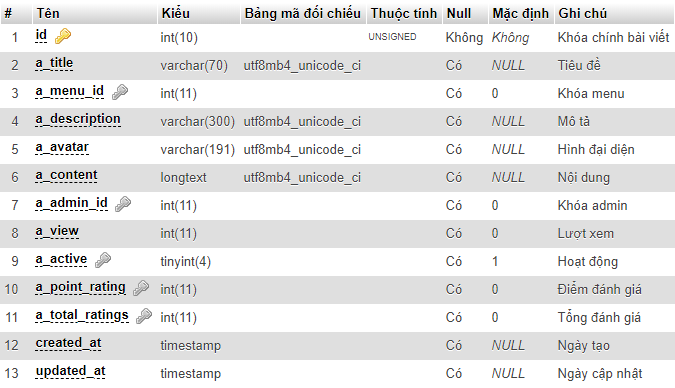 # Tên Kiểu Bảng mã đối chiếu Thuộc tính Null Mặc định Ghi chú
1 id int(10) UNSIGNED Không Không Khóa chính bài viết
2 a_title varchar(70) utf8mb4_unicode_ci Có NULL Tiêu đề
3 a_menu_id int(11) Có 0 Khóa menu
4 a_description varchar(300) utf8mb4_unicode_ci Có NULL Mô tả
5 a_avatar varchar(191) utf8mb4_unicode_ci Có NULL Hình đại diện
6 a_content longtext utf8mb4_unicode_ci Có NULL Nội dung
7 a_admin_id int(11) Có 0 Khóa admin
8 a_view int(11) Có 0 Lượt xem
9 a_active tinyint(4) Có 1 Hoạt động
10 a_point_rating int(11) Có 0 Điểm đánh giá
11 a_total_ratings int(11) Có 0 Tổng đánh giá
12 created_at timestamp Có NULL Ngày tạo
13 updated_at timestamp Có NULL Ngày cập nhật